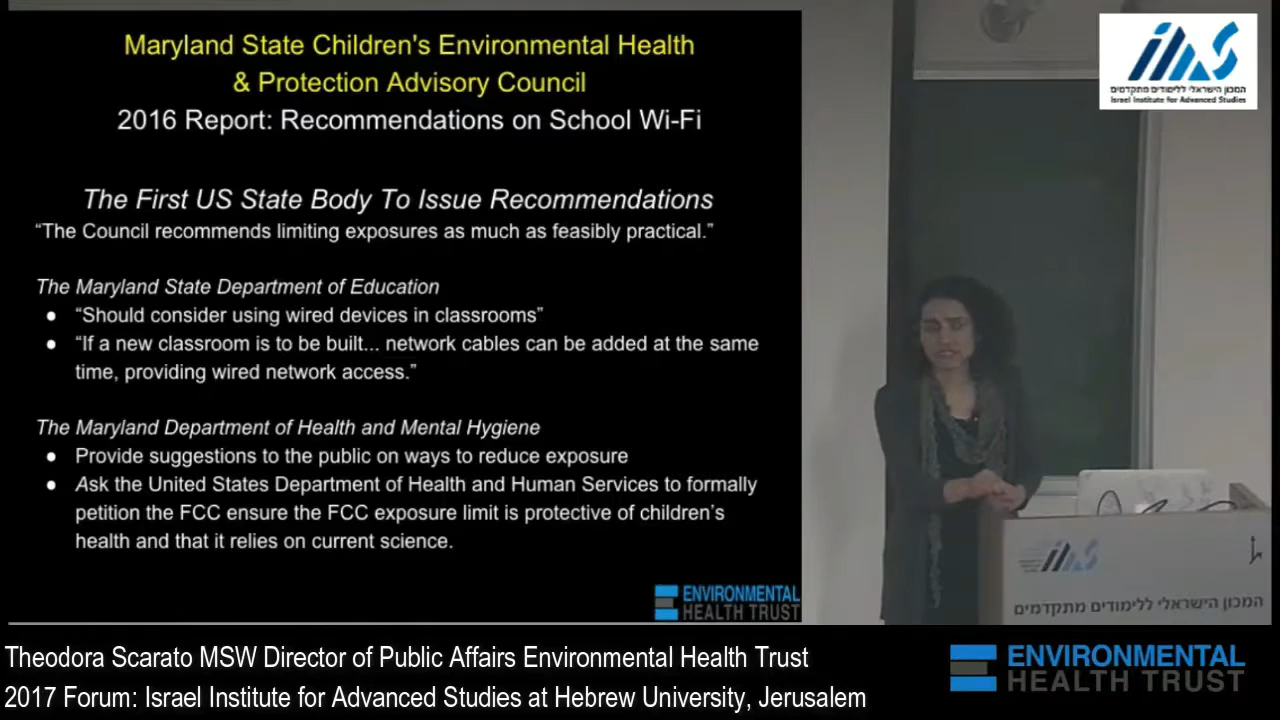 Maryland State Children's Environmental Health
& Protection Advisory Council
2016 Report: Recommendations on School Wi-Fi
The First US State Body To Issue Recommendations
“The Council recommends limiting exposures as much as feasibly practical.”
The Maryland State Department of Education
● “Should consider using wired devices in classrooms”
● “If a new classroom is to be built... network cables can be added at the same
time, providing wired network access.”
The Maryland Department of Health and Mental Hygiene
● Provide suggestions to the public on ways to reduce exposure
● Ask the United States Department of Health and Human Services to formally
petition the FCC ensure the FCC exposure limit is protective of children’s
health and that it relies on current science.
ENVIRONMENTAL
HEALTH TRUST
IIAS
המכון הישראלי ללימודים מתקדמים
Israel Institute for Advanced Studies
IIAS
המכון הישראלי ללימודים מתקדמים
Theodora Scarato MSW Director of Public Affairs Environmental Health Trust
2017 Forum: Israel Institute for Advanced Studies at Hebrew University, Jerusalem
ENVIRONMENTAL
HEALTH TRUST